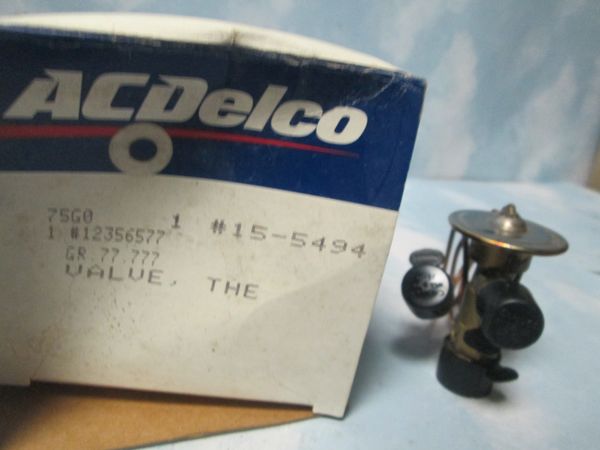 ACDelco
75G0 1 #15-5494
1 #12356577
GR 77.777
VALVE, THE